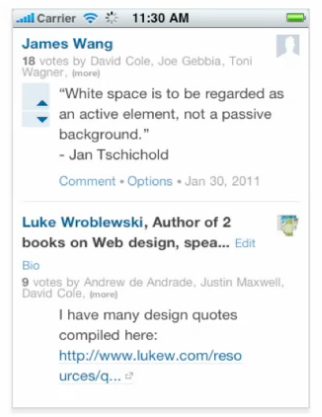 Carrier 11:30 AM
James Wang
18 votes by David Cole, Joe Gebbia, Toni
Wagner, (more)
“White space is to be regarded as
an active element, not a passive
background.”
- Jan Tschichold
Comment • Options • Jan 30, 2011
Luke Wroblewski, Author of 2
books on Web design, spea... Edit
Bio
9 votes by Andrew de Andrade, Justin Maxwell,
David Cole, (more)
I have many design quotes
compiled here:
http://www.lukew.com/reso
urces/q...